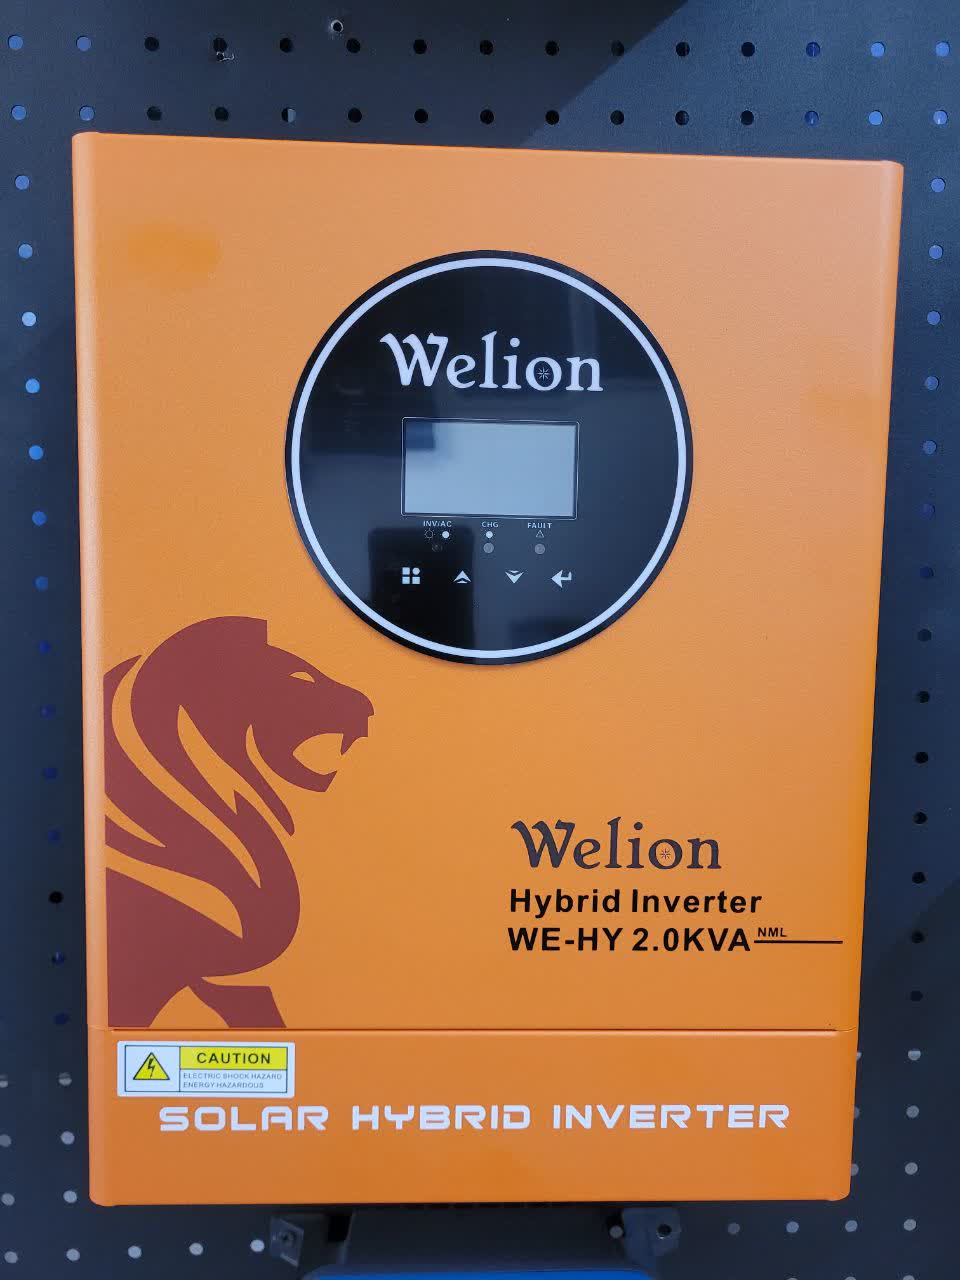 Welion
INV/AC CHG FAULT
Welion
Hybrid Inverter
WE-HY 2.0KVA NML
CAUTION
ELECTRIC SHOCK HAZARD
ENERGY HAZARDOUS
SOLAR HYBRID INVERTER